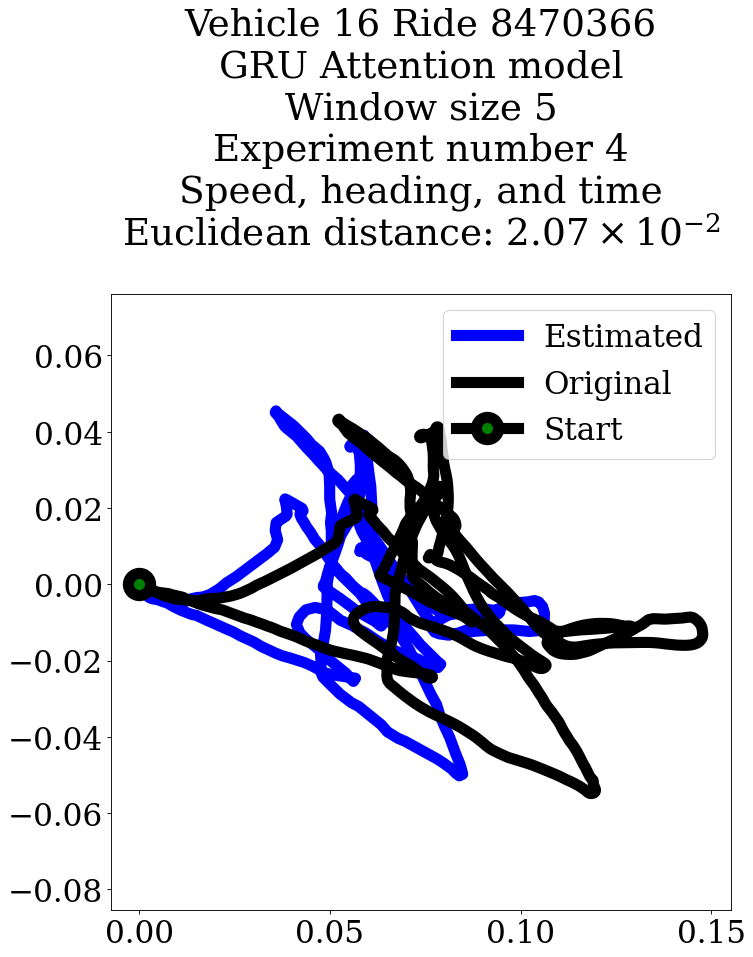 Vehicle 16 Ride 8470366
GRU Attention model
Window size 5
Experiment number 4
Speed, heading, and time
Euclidean distance: 2.07 × 10⁻²
Estimated
Original
Start
0.06
0.04
0.02
0.00
−0.02
−0.04
−0.06
−0.08
0.00 0.05 0.10 0.15